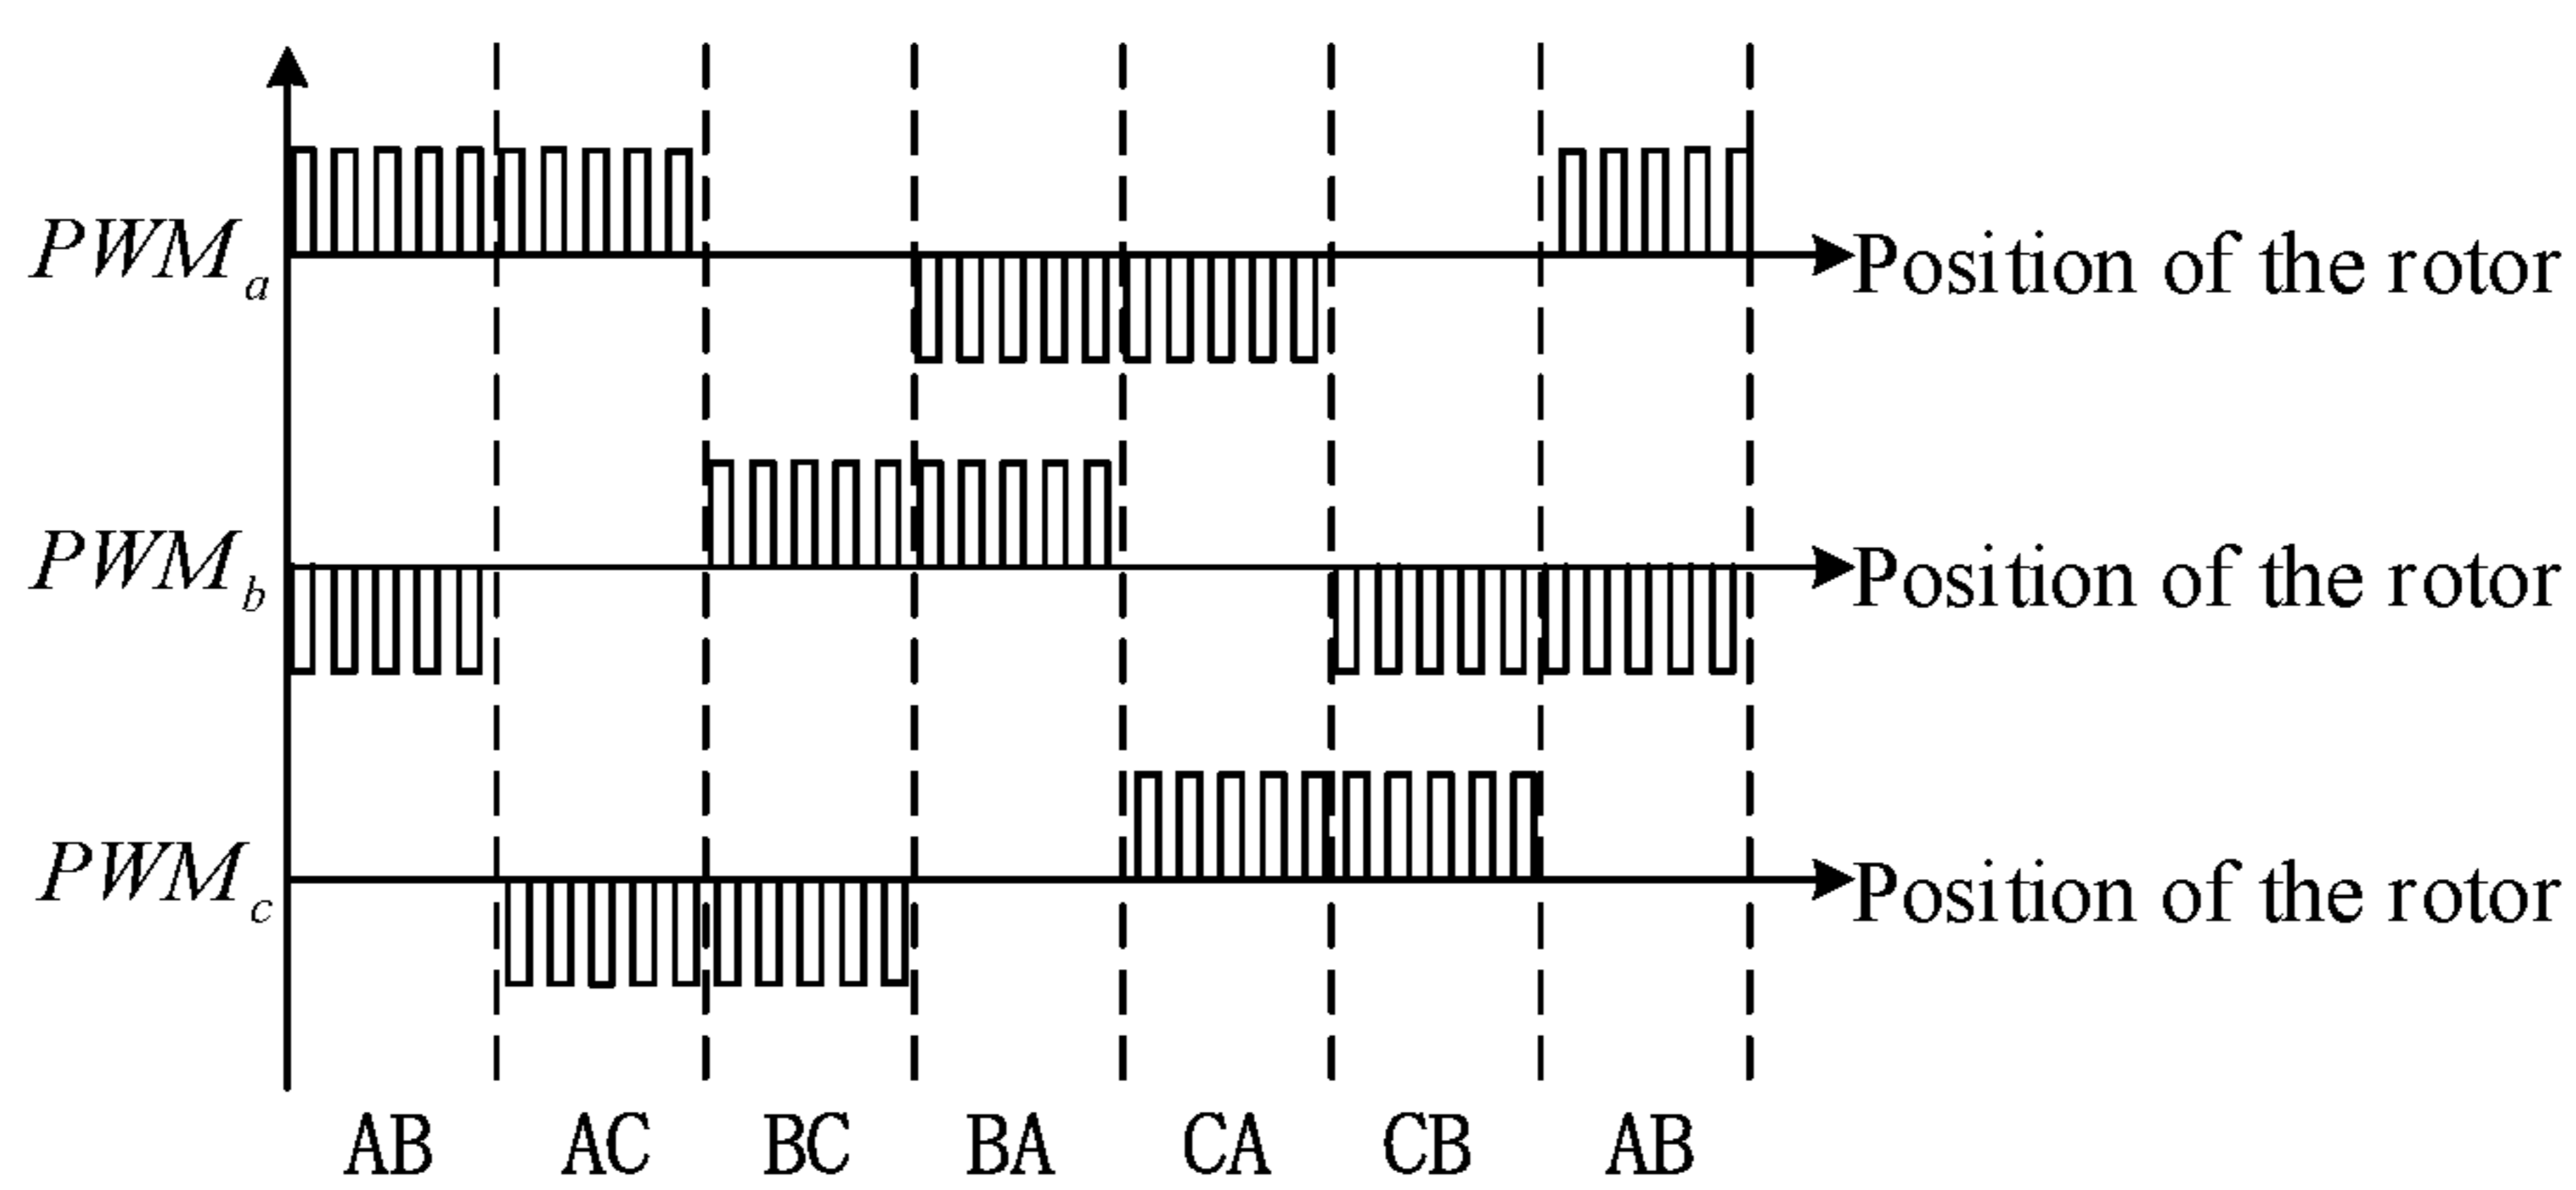 PWMa Position of the rotor
PWMb Position of the rotor
PWMc Position of the rotor
AB AC BC BA CA CB AB